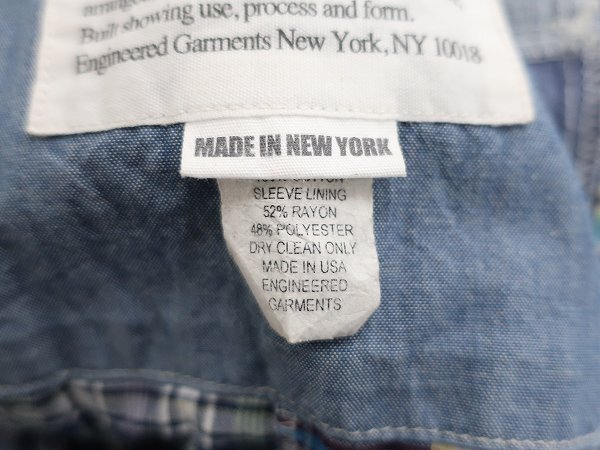 Built showing use, process and form.
Engineered Garments New York, NY 10018
MADE IN NEW YORK
SLEEVE LINING
52% RAYON
48% POLYESTER
DRY CLEAN ONLY
MADE IN USA
ENGINEERED
GARMENTS